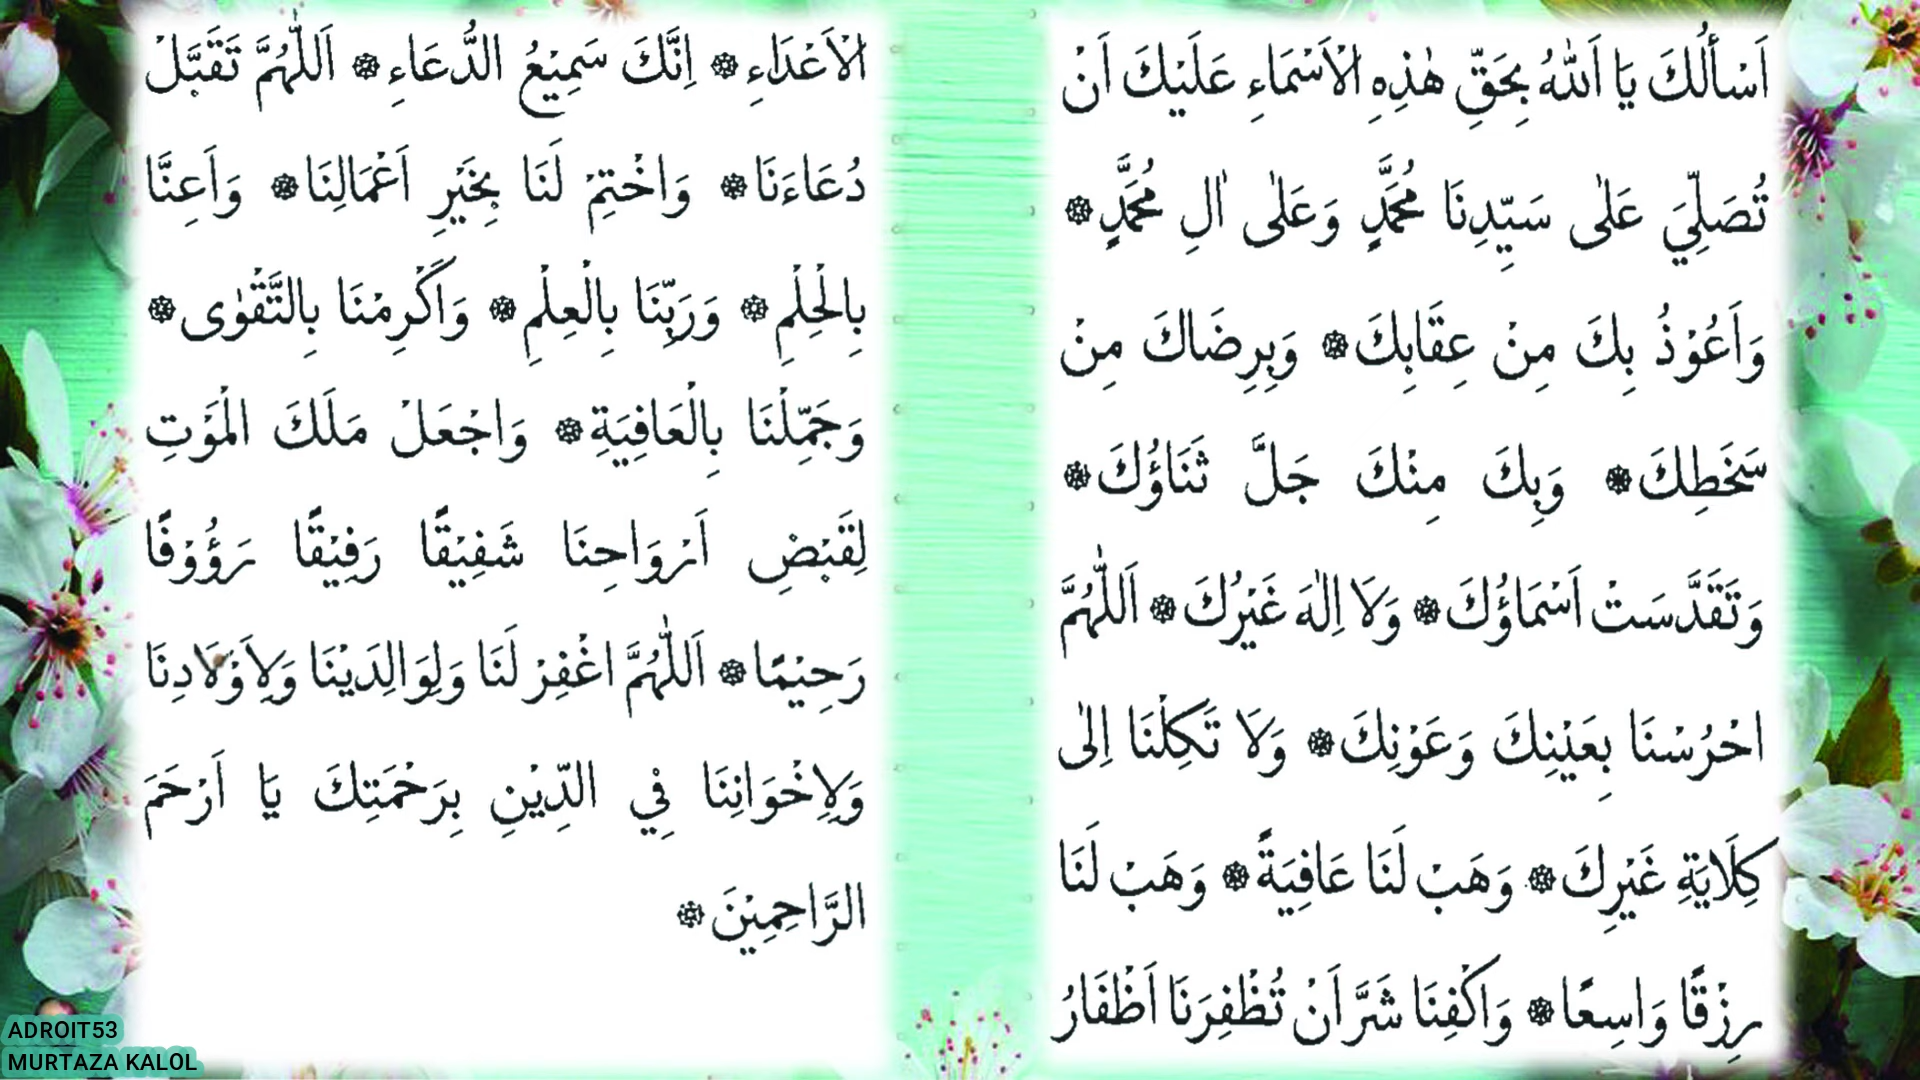 اَسْأَلُكَ يَا اَللّٰهُ بِحَقِّ هٰذِهِ الْاَسْمَاءِ عَلَيْكَ اَنْ
تُصَلِّيَ عَلٰى سَيِّدِنَا مُحَمَّدٍ وَعَلٰى اٰلِ مُحَمَّدٍ۞
وَاَعُوْذُ بِكَ مِنْ عِقَابِكَ۞ وَبِرِضَاكَ مِنْ
سَخَطِكَ۞ وَبِكَ مِنْكَ جَلَّ ثَنَاؤُكَ۞
وَتَقَدَّسَتْ اَسْمَاؤُكَ۞ وَلَا اِلٰهَ غَيْرُكَ۞ اَللّٰهُمَّ
احْرُسْنَا بِعَيْنِكَ وَعَوْنِكَ۞ وَلَا تَكِلْنَا اِلٰى
كِلَايَةِ غَيْرِكَ۞ وَهَبْ لَنَا عَافِيَةً۞ وَهَبْ لَنَا
رِزْقًا وَاسِعًا۞ وَاكْفِنَا شَرَّ اَنْ تُظْفِرَنَا اَظْفَارُ
الْاَعْدَاءِ۞ اِنَّكَ سَمِيْعُ الدُّعَاءِ۞ اَللّٰهُمَّ تَقَبَّلْ
دُعَاءَنَا۞ وَاخْتِمْ لَنَا بِخَيْرِ اَعْمَالِنَا۞ وَاَعِنَّا
بِالْحِلْمِ۞ وَرَبِّنَا بِالْعِلْمِ۞ وَاَكْرِمْنَا بِالتَّقْوٰى۞
وَجَمِّلْنَا بِالْعَافِيَةِ۞ وَاجْعَلْ مَلَكَ الْمَوْتِ
لِقَبْضِ اَرْوَاحِنَا شَفِيْقًا رَفِيْقًا رَؤُوْفًا
رَحِيْمًا۞ اَللّٰهُمَّ اغْفِرْ لَنَا وَلِوَالِدَيْنَا وَلِاَوْلَادِنَا
وَلِاِخْوَانِنَا فِي الدِّيْنِ بِرَحْمَتِكَ يَا اَرْحَمَ
الرَّاحِمِيْنَ۞
ADROIT53
MURTAZA KALOL